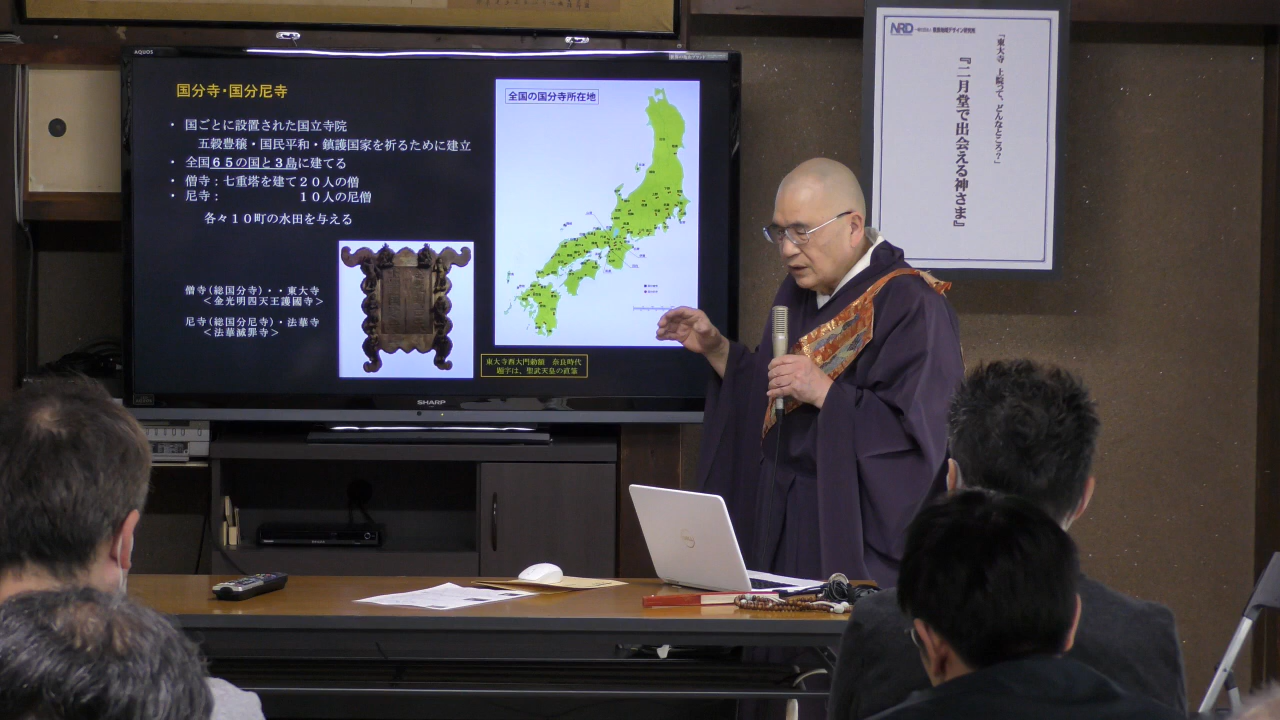 AQUOS
国分寺・国分尼寺
・ 国ごとに設置された国立寺院
五穀豊穣・国民平和・鎮護国家を祈るために建立
・ 全国６５の国と３島に建てる
・ 僧寺：七重塔を建て２０人の僧
・ 尼寺： １０人の尼僧
各々１０町の水田を与える
僧寺（総国分寺）・・東大寺
＜金光明四天王護國寺＞
尼寺（総国分尼寺）・法華寺
＜法華滅罪寺＞
全国の国分寺所在地
東大寺西大門勅額 奈良時代
題字は、聖武天皇の直筆
SHARP
NRD
「東大寺 上院って、どんなところ？」
『二月堂で出会える神さま』
DELL